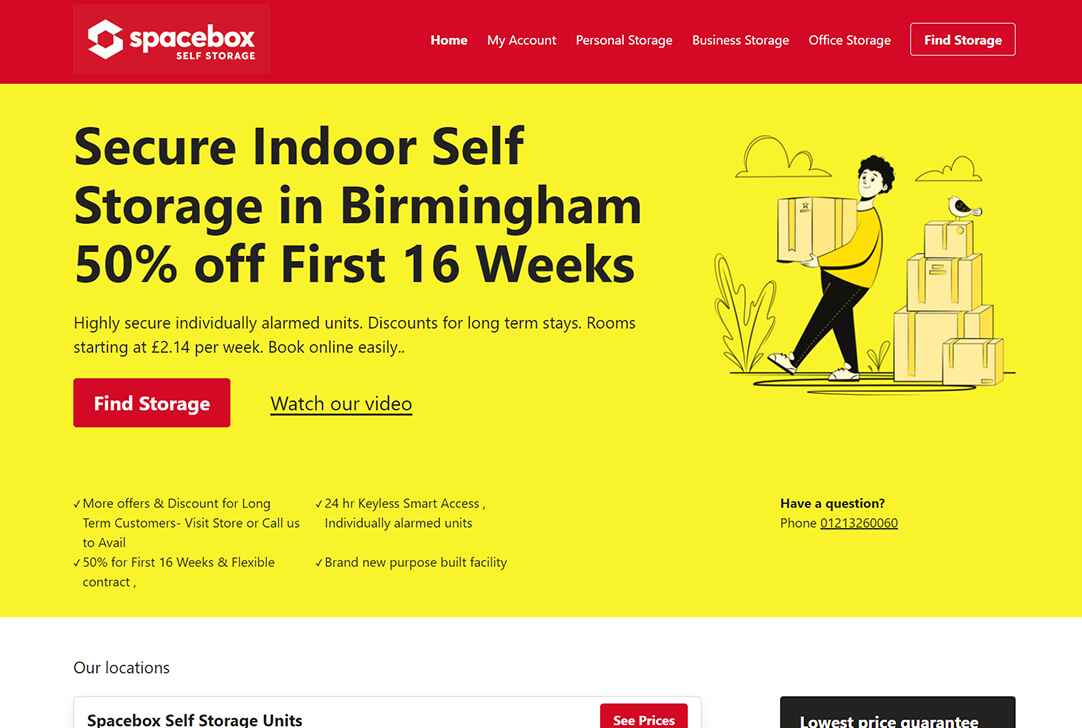 spacebox
SELF STORAGE
Home
My Account
Personal Storage
Business Storage
Office Storage
Find Storage
Secure Indoor Self
Storage in Birmingham
50% off First 16 Weeks
Highly secure individually alarmed units. Discounts for long term stays. Rooms
starting at £2.14 per week. Book online easily..
Find Storage
Watch our video
✓ More offers & Discount for Long
Term Customers- Visit Store or Call us
to Avail
✓ 24 hr Keyless Smart Access ,
Individually alarmed units
✓ 50% for First 16 Weeks & Flexible
contract ,
✓ Brand new purpose built facility
Have a question?
Phone 01213260060
Our locations
Spacebox Self Storage Units
See Prices
Lowest price guarantee